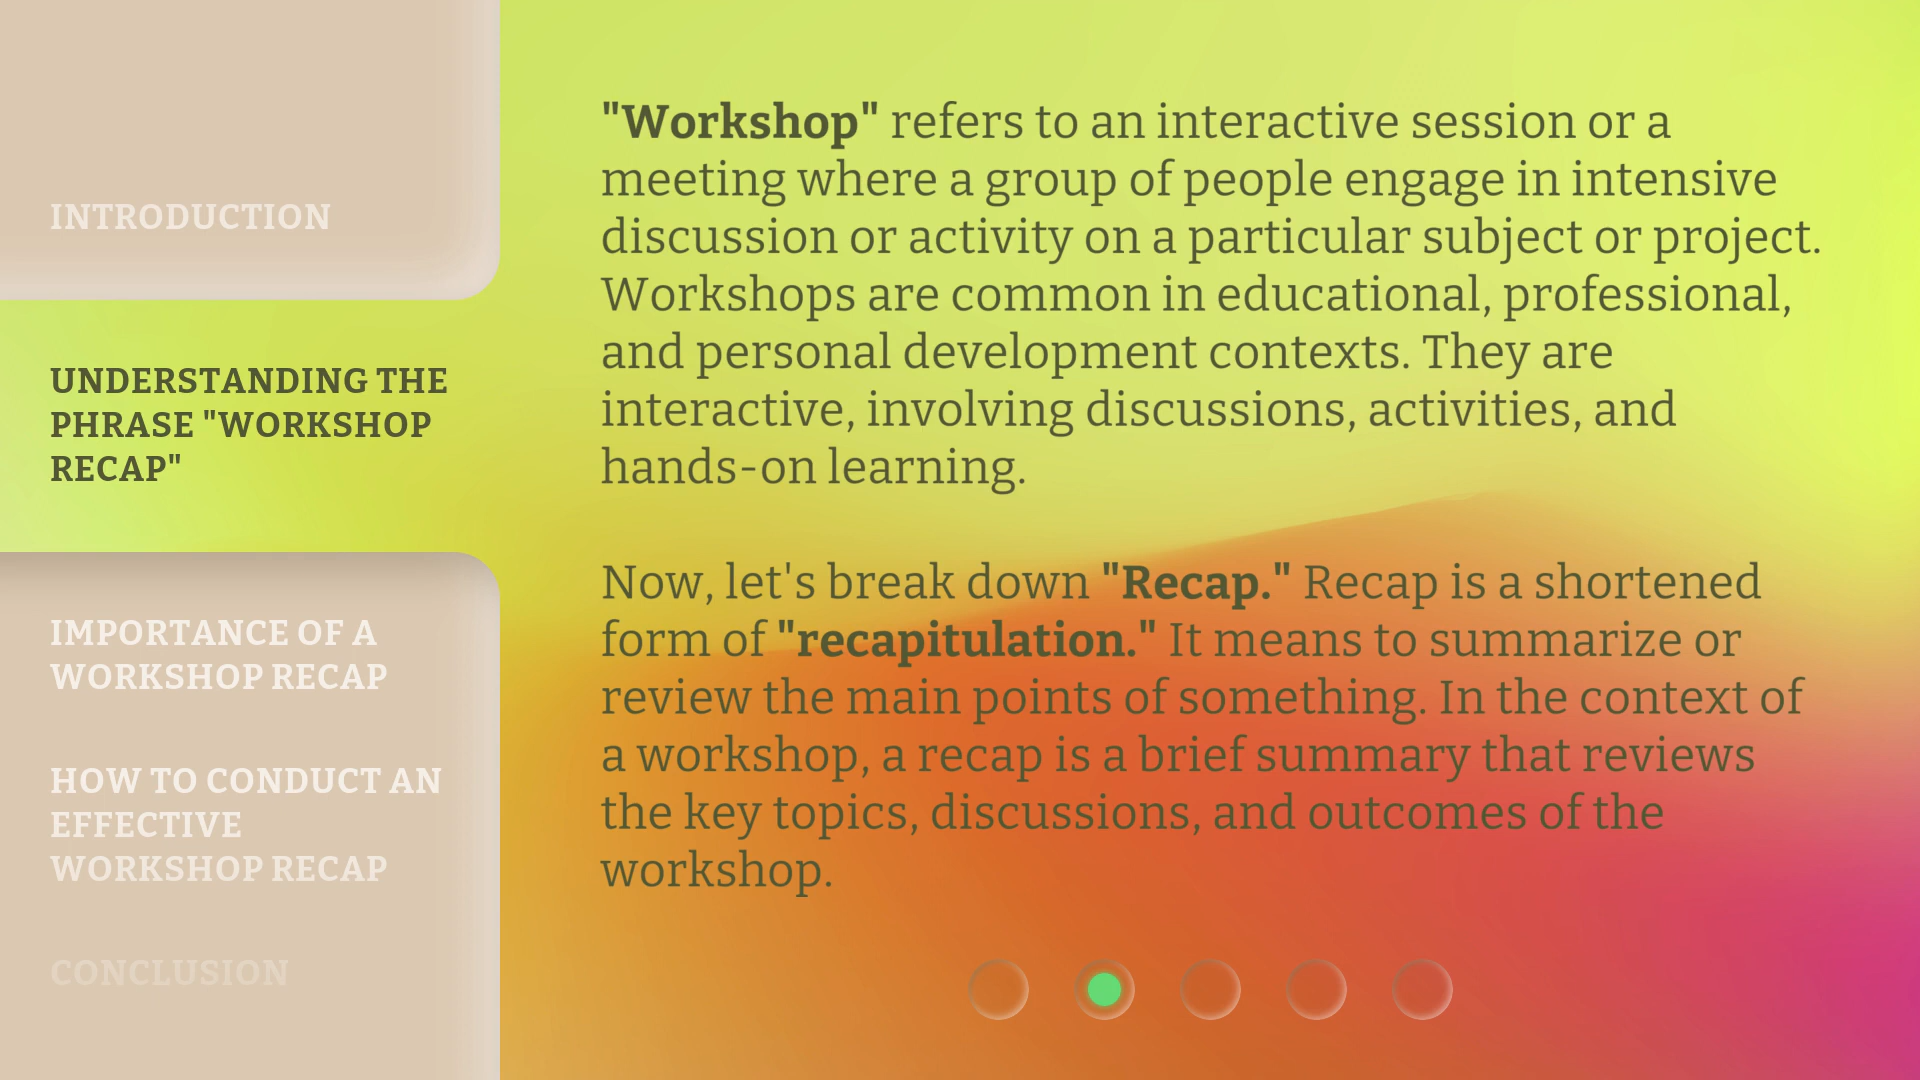 INTRODUCTION
UNDERSTANDING THE
PHRASE "WORKSHOP
RECAP"
IMPORTANCE OF A
WORKSHOP RECAP
HOW TO CONDUCT AN
EFFECTIVE
WORKSHOP RECAP
CONCLUSION
"Workshop" refers to an interactive session or a
meeting where a group of people engage in intensive
discussion or activity on a particular subject or project.
Workshops are common in educational, professional,
and personal development contexts. They are
interactive, involving discussions, activities, and
hands-on learning.
Now, let's break down "Recap." Recap is a shortened
form of "recapitulation." It means to summarize or
review the main points of something. In the context of
a workshop, a recap is a brief summary that reviews
the key topics, discussions, and outcomes of the
workshop.